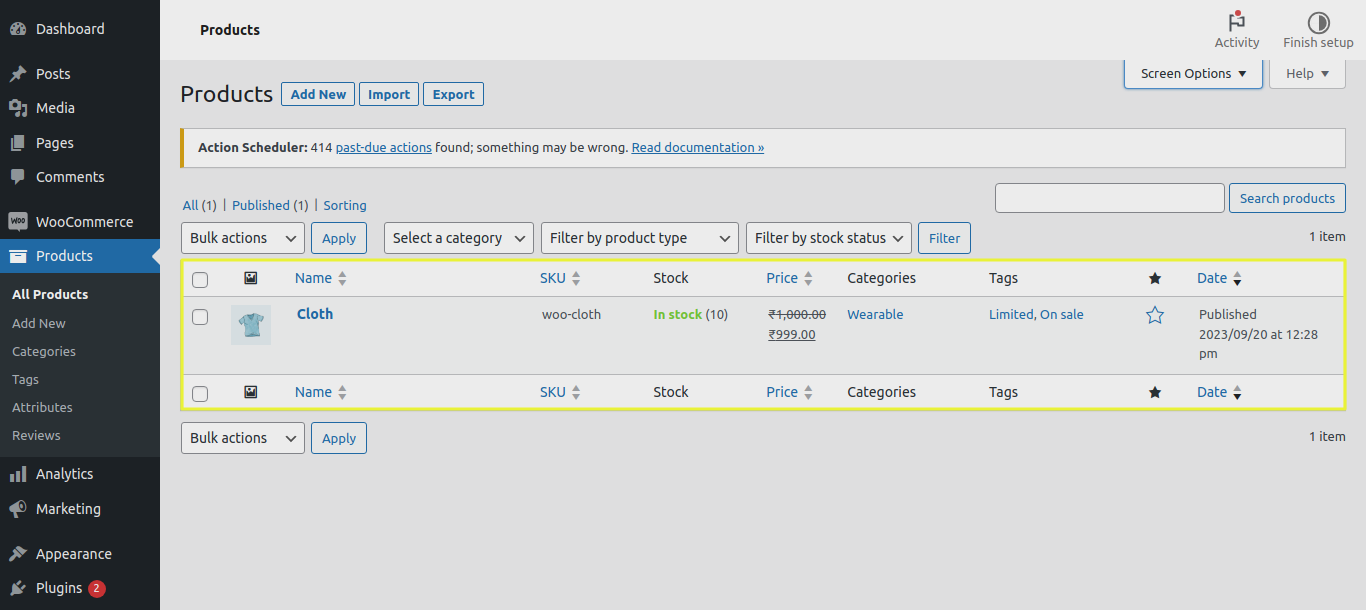 Dashboard
Posts
Media
Pages
Comments
WOO WooCommerce
Products
All Products
Add New
Categories
Tags
Attributes
Reviews
Analytics
Marketing
Appearance
Plugins 2
Products
Activity Finish setup
Screen Options Help
Products Add New Import Export
Action Scheduler: 414 past-due actions found; something may be wrong. Read documentation »
All (1) | Published (1) | Sorting
Search products
Bulk actions Apply Select a category Filter by product type Filter by stock status Filter 1 item
Name SKU Stock Price Categories Tags Date
Cloth woo-cloth In stock (10) ₹1,000.00 Wearable Limited, On sale Published
₹999.00 2023/09/20 at 12:28
pm
Name SKU Stock Price Categories Tags Date
Bulk actions Apply 1 item